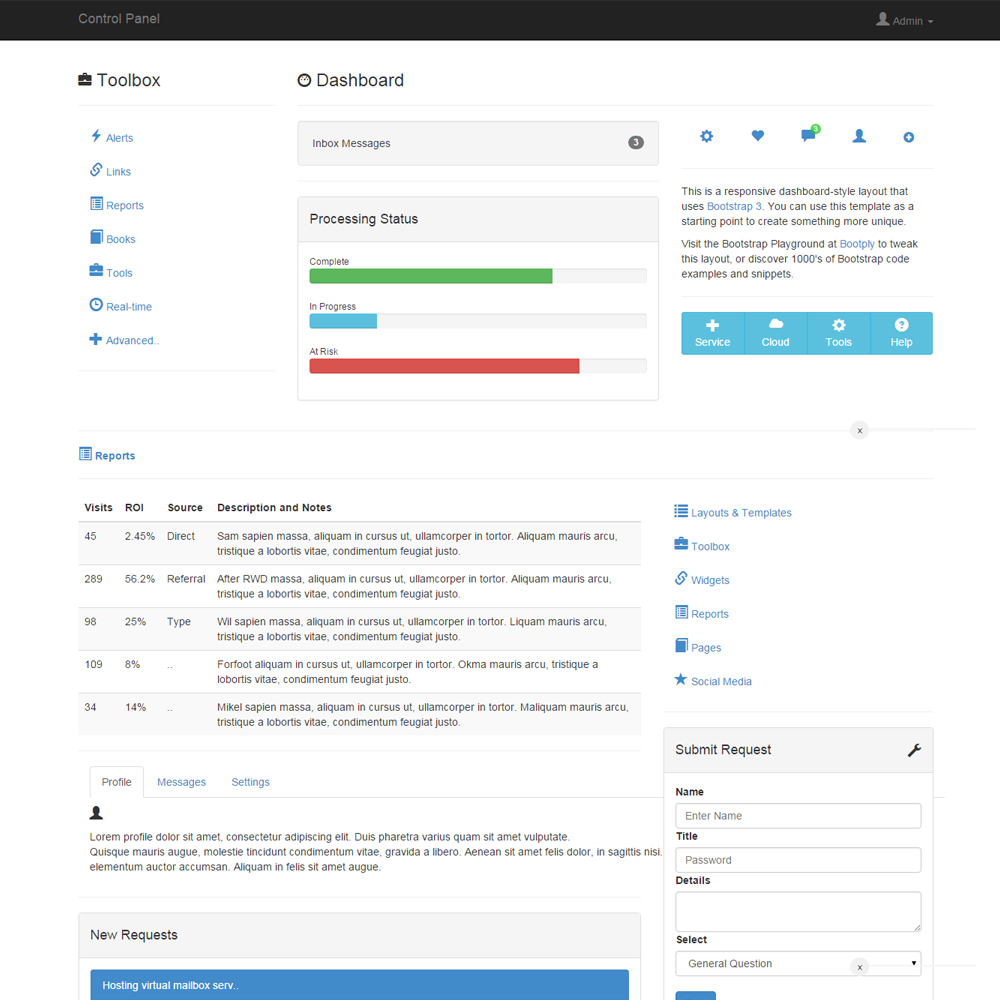 Control Panel
Admin
Toolbox
Alerts
Links
Reports
Books
Tools
Real-time
Advanced..
Dashboard
Inbox Messages 3
Processing Status
Complete
In Progress
At Risk
3
This is a responsive dashboard-style layout that
uses Bootstrap 3. You can use this template as a
starting point to create something more unique.
Visit the Bootstrap Playground at Bootply to tweak
this layout, or discover 1000's of Bootstrap code
examples and snippets.
Service Cloud Tools Help
x
Reports
Visits ROI Source Description and Notes
45 2.45% Direct Sam sapien massa, aliquam in cursus ut, ullamcorper in tortor. Aliquam mauris arcu,
tristique a lobortis vitae, condimentum feugiat justo.
289 56.2% Referral After RWD massa, aliquam in cursus ut, ullamcorper in tortor. Aliquam mauris arcu,
tristique a lobortis vitae, condimentum feugiat justo.
98 25% Type Wil sapien massa, aliquam in cursus ut, ullamcorper in tortor. Liquam mauris arcu,
tristique a lobortis vitae, condimentum feugiat justo.
109 8% .. Forfoot aliquam in cursus ut, ullamcorper in tortor. Okma mauris arcu, tristique a
lobortis vitae, condimentum feugiat justo.
34 14% .. Mikel sapien massa, aliquam in cursus ut, ullamcorper in tortor. Maliquam mauris arcu,
tristique a lobortis vitae, condimentum feugiat justo.
Layouts & Templates
Toolbox
Widgets
Reports
Pages
Social Media
Profile Messages Settings
Lorem profile dolor sit amet, consectetur adipiscing elit. Duis pharetra varius quam sit amet vulputate.
Quisque mauris augue, molestie tincidunt condimentum vitae, gravida a libero. Aenean sit amet felis dolor, in sagittis nisi.
elementum auctor accumsan. Aliquam in felis sit amet augue.
New Requests
Hosting virtual mailbox serv..
Submit Request
Name
Enter Name
Title
Password
Details
Select
General Question
x